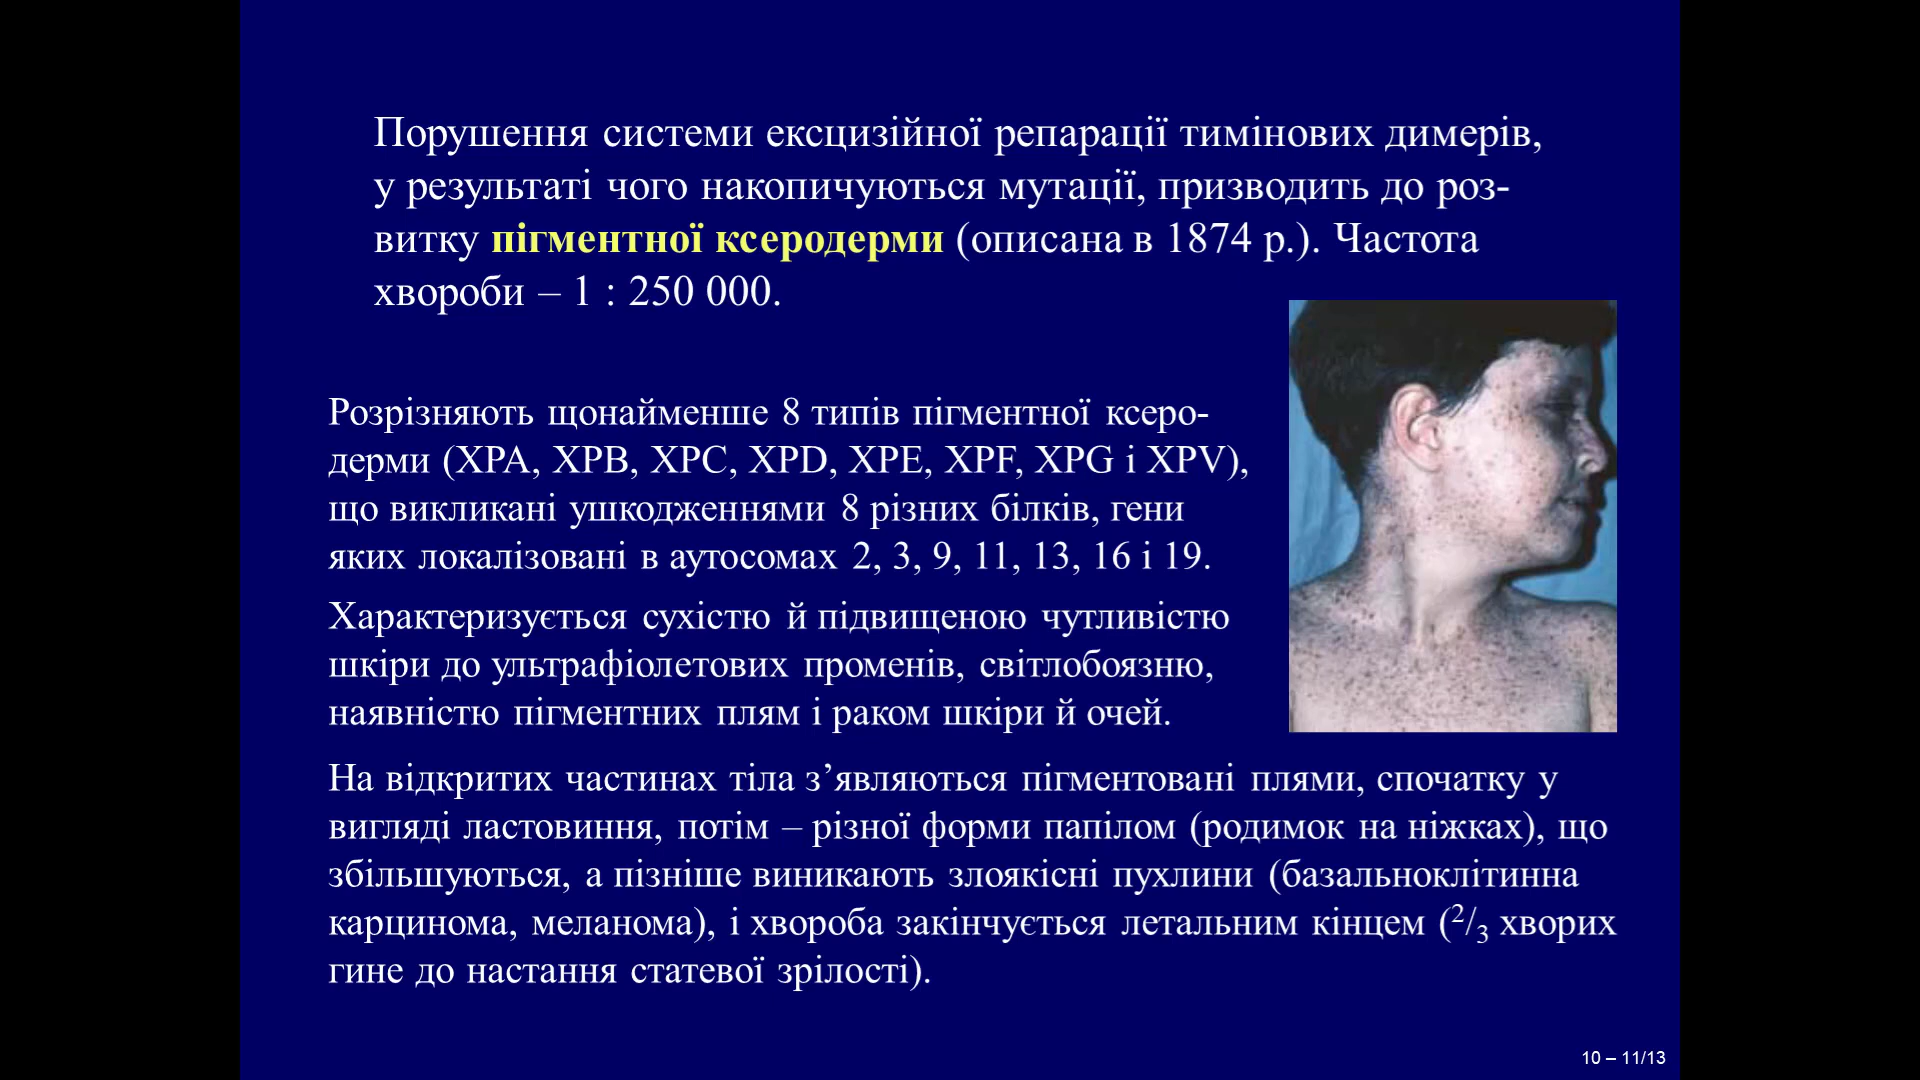 Порушення системи ексцизійної репарації тимінових димерів,
у результаті чого накопичуються мутації, призводить до роз-
витку пігментної ксеродерми (описана в 1874 р.). Частота
хвороби – 1 : 250 000.
Розрізняють щонайменше 8 типів пігментної ксеро-
дерми (XPA, XPB, XPC, XPD, XPE, XPF, XPG і XPV),
що викликані ушкодженнями 8 різних білків, гени
яких локалізовані в аутосомах 2, 3, 9, 11, 13, 16 і 19.
Характеризується сухістю й підвищеною чутливістю
шкіри до ультрафіолетових променів, світлобоязню,
наявністю пігментних плям і раком шкіри й очей.
На відкритих частинах тіла з’являються пігментовані плями, спочатку у
вигляді ластовиння, потім – різної форми папілом (родимок на ніжках), що
збільшуються, а пізніше виникають злоякісні пухлини (базальноклітинна
карцинома, меланома), і хвороба закінчується летальним кінцем (2/3 хворих
гине до настання статевої зрілості).
10 – 11/13